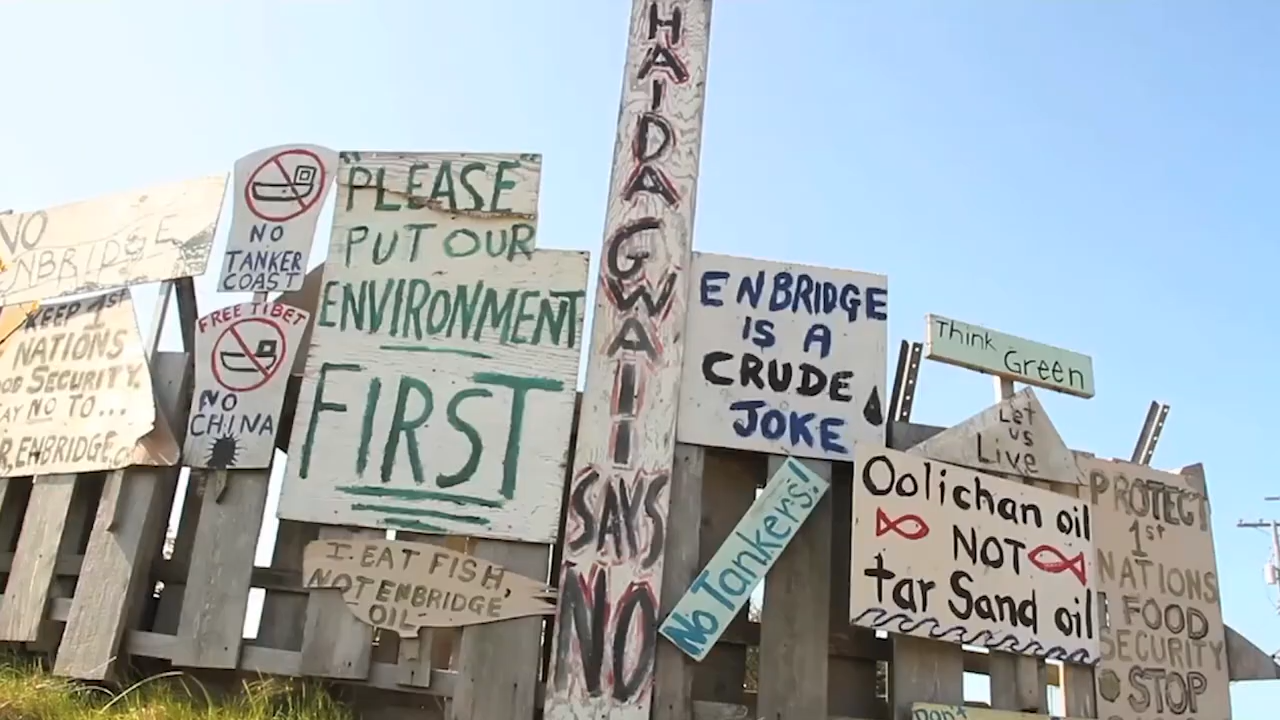 NO
ENBRIDGE
KEEP 1st
NATIONS
SECURITY.
NO TO...
ENBRIDGE
NO
TANKER
COAST
FREE TIBET
NO
CHINA
"PLEASE"
PUT OUR
ENVIRONMENT
FIRST
I EAT FISH,
NOT ENBRIDGE
OIL
HAIDA GWAII SAYS NO
ENBRIDGE
IS A
CRUDE
JOKE
No Tankers!
Think Green
Let
us
Live
Oolichan oil
NOT
tar Sand oil
PROTECT
1st
NATIONS
FOOD
SECURITY
STOP
Don't